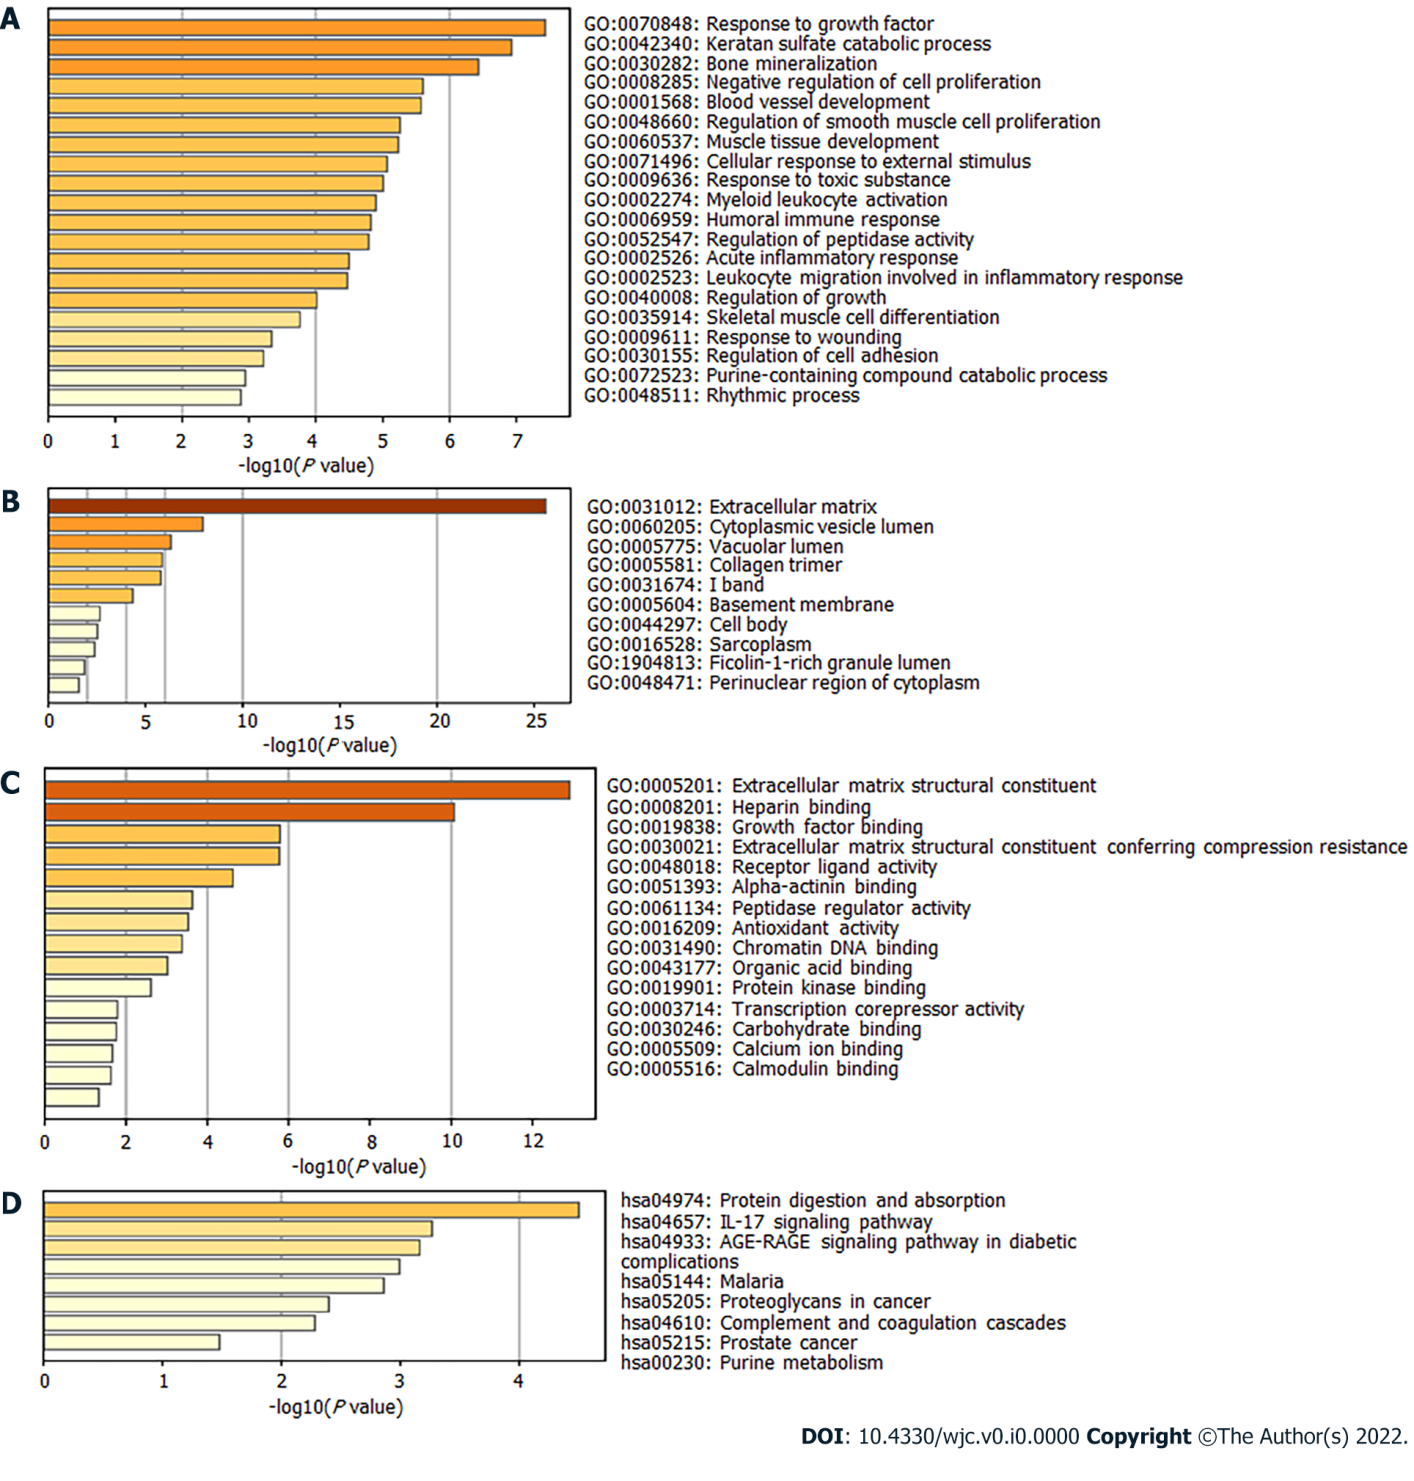 A
GO:0070848: Response to growth factor
GO:0042340: Keratan sulfate catabolic process
GO:0030282: Bone mineralization
GO:0008285: Negative regulation of cell proliferation
GO:0001568: Blood vessel development
GO:0048660: Regulation of smooth muscle cell proliferation
GO:0060537: Muscle tissue development
GO:0071496: Cellular response to external stimulus
GO:0009636: Response to toxic substance
GO:0002274: Myeloid leukocyte activation
GO:0006959: Humoral immune response
GO:0052547: Regulation of peptidase activity
GO:0002526: Acute inflammatory response
GO:0002523: Leukocyte migration involved in inflammatory response
GO:0040008: Regulation of growth
GO:0035914: Skeletal muscle cell differentiation
GO:0009611: Response to wounding
GO:0030155: Regulation of cell adhesion
GO:0072523: Purine-containing compound catabolic process
GO:0048511: Rhythmic process
0 1 2 3 4 5 6 7
-log10(P value)
B
GO:0031012: Extracellular matrix
GO:0060205: Cytoplasmic vesicle lumen
GO:0005775: Vacuolar lumen
GO:0005581: Collagen trimer
GO:0031674: I band
GO:0005604: Basement membrane
GO:0044297: Cell body
GO:0016528: Sarcoplasm
GO:1904813: Ficolin-1-rich granule lumen
GO:0048471: Perinuclear region of cytoplasm
0 5 10 15 20 25
-log10(P value)
C
GO:0005201: Extracellular matrix structural constituent
GO:0008201: Heparin binding
GO:0019838: Growth factor binding
GO:0030021: Extracellular matrix structural constituent conferring compression resistance
GO:0048018: Receptor ligand activity
GO:0051393: Alpha-actinin binding
GO:0061134: Peptidase regulator activity
GO:0016209: Antioxidant activity
GO:0031490: Chromatin DNA binding
GO:0043177: Organic acid binding
GO:0019901: Protein kinase binding
GO:0003714: Transcription corepressor activity
GO:0030246: Carbohydrate binding
GO:0005509: Calcium ion binding
GO:0005516: Calmodulin binding
0 2 4 6 8 10 12
-log10(P value)
D
hsa04974: Protein digestion and absorption
hsa04657: IL-17 signaling pathway
hsa04933: AGE-RAGE signaling pathway in diabetic
complications
hsa05144: Malaria
hsa05205: Proteoglycans in cancer
hsa04610: Complement and coagulation cascades
hsa05215: Prostate cancer
hsa00230: Purine metabolism
0 1 2 3 4
-log10(P value)
DOI: 10.4330/wjc.v0.i0.0000 Copyright ©The Author(s) 2022.